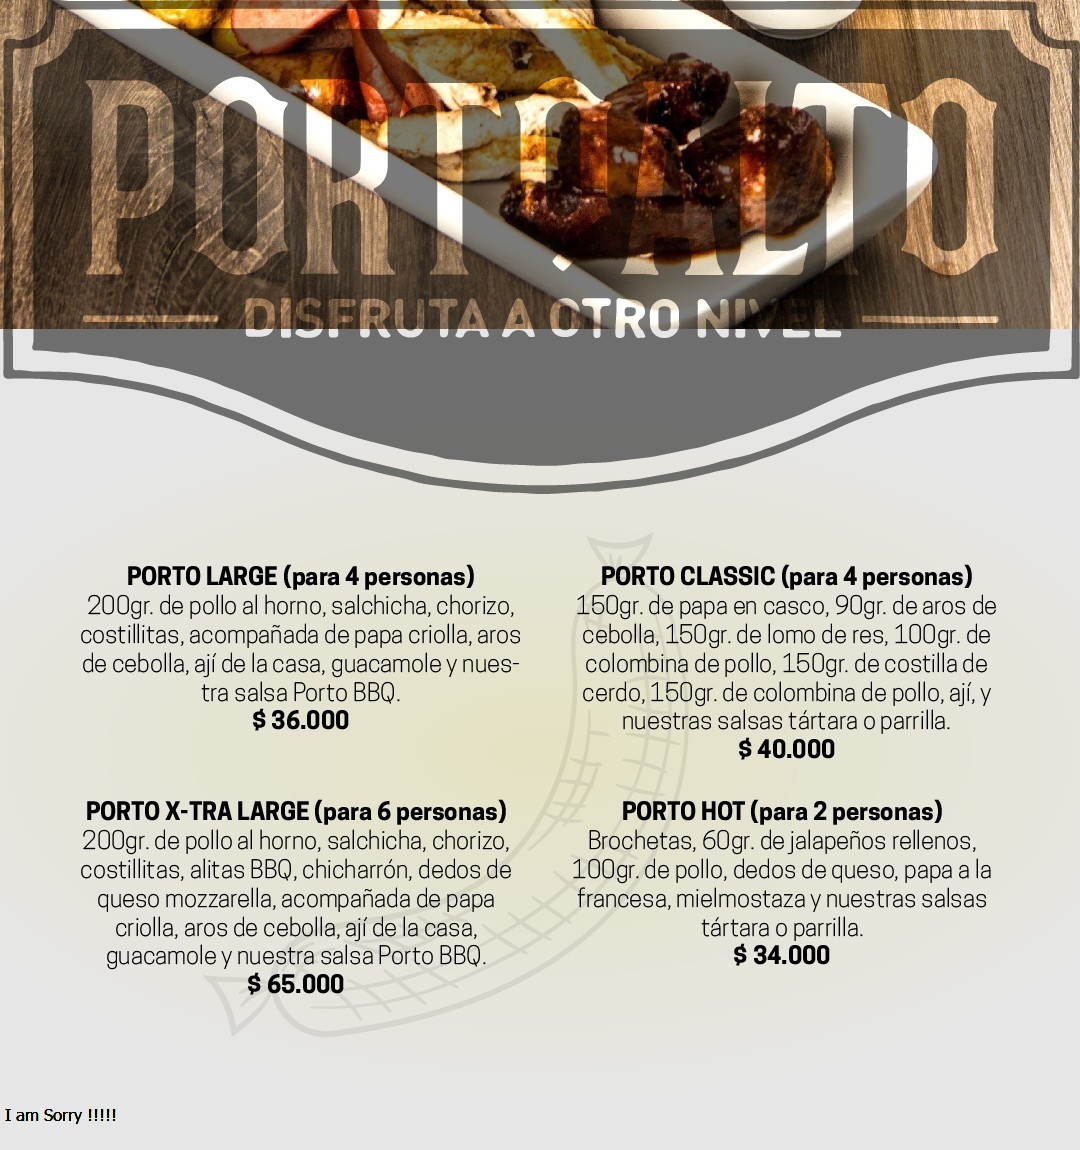 PORTOALTO
DISFRUTA A OTRO NIVEL
PORTO LARGE (para 4 personas)
200gr. de pollo al horno, salchicha, chorizo,
costillitas, acompañada de papa criolla, aros
de cebolla, ají de la casa, guacamole y nues-
tra salsa Porto BBQ.
$ 36.000
PORTO X-TRA LARGE (para 6 personas)
200gr. de pollo al horno, salchicha, chorizo,
costillitas, alitas BBQ, chicharrón, dedos de
queso mozzarella, acompañada de papa
criolla, aros de cebolla, ají de la casa,
guacamole y nuestra salsa Porto BBQ.
$ 65.000
PORTO CLASSIC (para 4 personas)
150gr. de papa en casco, 90gr. de aros de
cebolla, 150gr. de lomo de res, 100gr. de
colombina de pollo, 150gr. de costilla de
cerdo, 150gr. de colombina de pollo, ají, y
nuestras salsas tártara o parrilla.
$ 40.000
PORTO HOT (para 2 personas)
Brochetas, 60gr. de jalapeños rellenos,
100gr. de pollo, dedos de queso, papa a la
francesa, mielmostaza y nuestras salsas
tártara o parrilla.
$ 34.000
I am Sorry !!!!!